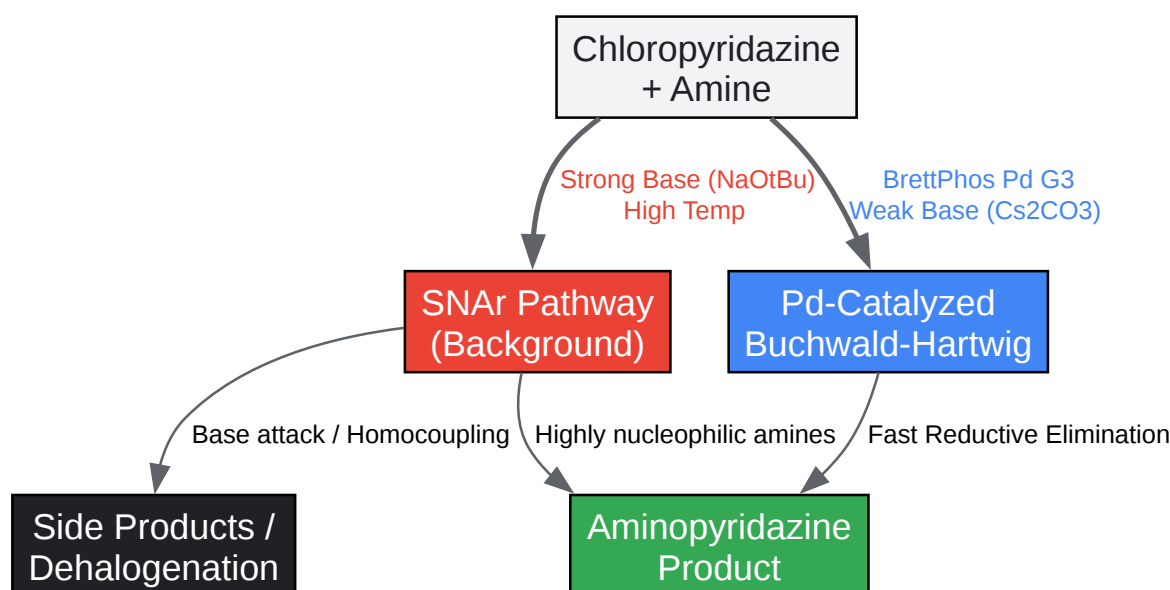 Chloropyridazine
+ Amine
Strong Base (NaOtBu)
High Temp
BrettPhos Pd G3
Weak Base (Cs2CO3)
SNAr Pathway
(Background)
Pd-Catalyzed
Buchwald-Hartwig
Base attack / Homocoupling
Highly nucleophilic amines
Fast Reductive Elimination
Side Products /
Dehalogenation
Aminopyridazine
Product